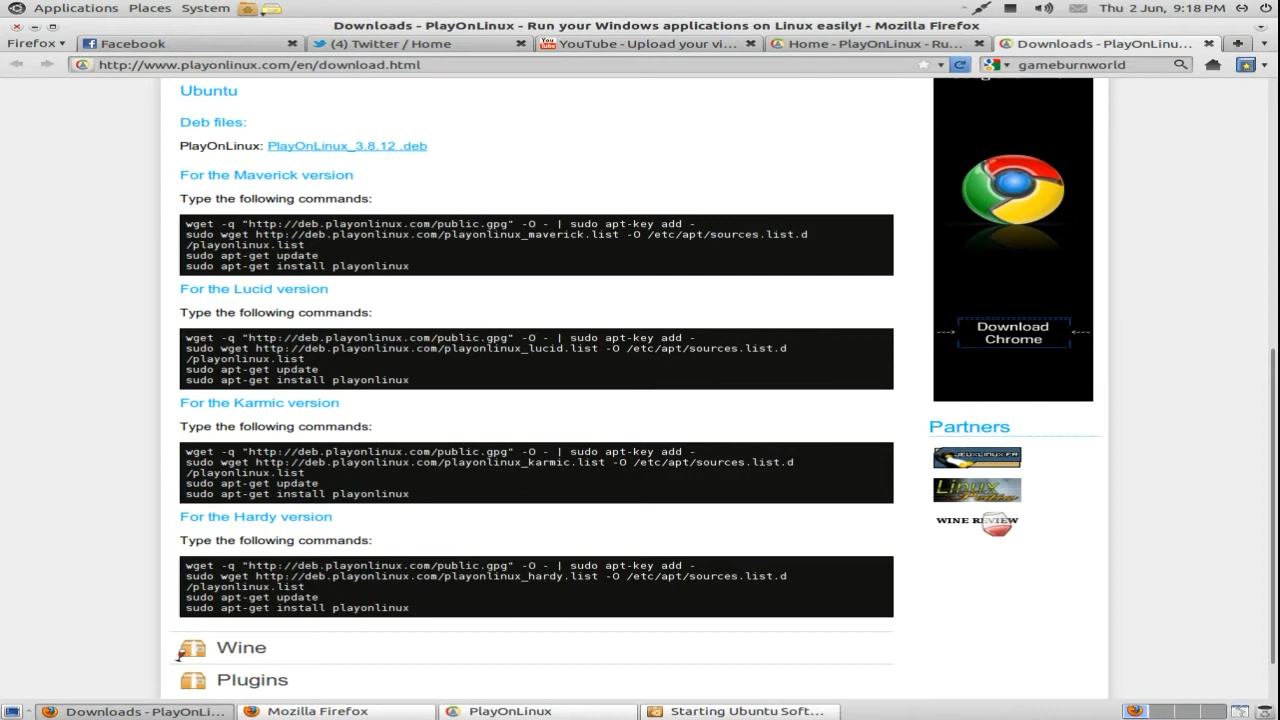 Applications Places System
Thu 2 Jun, 9:18 PM
Downloads - PlayOnLinux - Run your Windows applications on Linux easily! - Mozilla Firefox
Firefox Facebook (4) Twitter / Home YouTube - Upload your vi... Home - PlayOnLinux - Ru... Downloads - PlayOnLinu...
http://www.playonlinux.com/en/download.html gameburnworld
Ubuntu
Deb files:
PlayOnLinux: PlayOnLinux_3.8.12 .deb
For the Maverick version
Type the following commands:
wget -q "http://deb.playonlinux.com/public.gpg" -O - | sudo apt-key add -
sudo wget http://deb.playonlinux.com/playonlinux_maverick.list -O /etc/apt/sources.list.d
/playonlinux.list
sudo apt-get update
sudo apt-get install playonlinux
For the Lucid version
Type the following commands:
wget -q "http://deb.playonlinux.com/public.gpg" -O - | sudo apt-key add -
sudo wget http://deb.playonlinux.com/playonlinux_lucid.list -O /etc/apt/sources.list.d
/playonlinux.list
sudo apt-get update
sudo apt-get install playonlinux
For the Karmic version
Type the following commands:
wget -q "http://deb.playonlinux.com/public.gpg" -O - | sudo apt-key add -
sudo wget http://deb.playonlinux.com/playonlinux_karmic.list -O /etc/apt/sources.list.d
/playonlinux.list
sudo apt-get update
sudo apt-get install playonlinux
For the Hardy version
Type the following commands:
wget -q "http://deb.playonlinux.com/public.gpg" -O - | sudo apt-key add -
sudo wget http://deb.playonlinux.com/playonlinux_hardy.list -O /etc/apt/sources.list.d
/playonlinux.list
sudo apt-get update
sudo apt-get install playonlinux
Wine
Plugins
Download
Chrome
Partners
JEUXLINUX.FR
Linux
WINE REVIEW
Downloads - PlayOnLi... Mozilla Firefox PlayOnLinux Starting Ubuntu Soft...